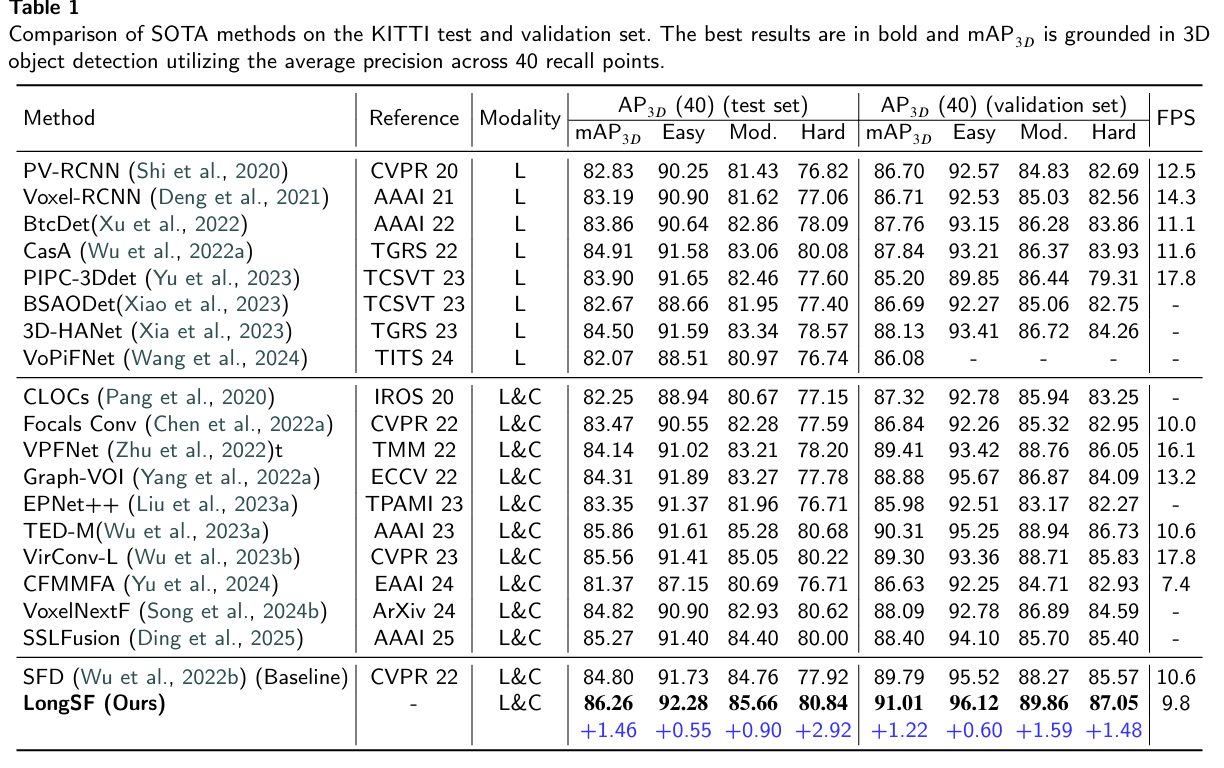 Table 1
Comparison of SOTA methods on the KITTI test and validation set. The best results are in bold and mAP3D is grounded in 3D
object detection utilizing the average precision across 40 recall points.
Method Reference Modality AP3D (40) (test set) AP3D (40) (validation set) FPS
mAP3D Easy Mod. Hard mAP3D Easy Mod. Hard
PV-RCNN (Shi et al., 2020) CVPR 20 L 82.83 90.25 81.43 76.82 86.70 92.57 84.83 82.69 12.5
Voxel-RCNN (Deng et al., 2021) AAAI 21 L 83.19 90.90 81.62 77.06 86.71 92.53 85.03 82.56 14.3
BtcDet(Xu et al., 2022) AAAI 22 L 83.86 90.64 82.86 78.09 87.76 93.15 86.28 83.86 11.1
CasA (Wu et al., 2022a) TGRS 22 L 84.91 91.58 83.06 80.08 87.84 93.21 86.37 83.93 11.6
PIPC-3Ddet (Yu et al., 2023) TCSVT 23 L 83.90 91.65 82.46 77.60 85.20 89.85 86.44 79.31 17.8
BSAODet(Xiao et al., 2023) TCSVT 23 L 82.67 88.66 81.95 77.40 86.69 92.27 85.06 82.75 -
3D-HANet (Xia et al., 2023) TGRS 23 L 84.50 91.59 83.34 78.57 88.13 93.41 86.72 84.26 -
VoPiFNet (Wang et al., 2024) TITS 24 L 82.07 88.51 80.97 76.74 86.08 - - - -
CLOCs (Pang et al., 2020) IROS 20 L&C 82.25 88.94 80.67 77.15 87.32 92.78 85.94 83.25 -
Focals Conv (Chen et al., 2022a) CVPR 22 L&C 83.47 90.55 82.28 77.59 86.84 92.26 85.32 82.95 10.0
VPFNet (Zhu et al., 2022)t TMM 22 L&C 84.14 91.02 83.21 78.20 89.41 93.42 88.76 86.05 16.1
Graph-VOI (Yang et al., 2022a) ECCV 22 L&C 84.31 91.89 83.27 77.78 88.88 95.67 86.87 84.09 13.2
EPNet++ (Liu et al., 2023a) TPAMI 23 L&C 83.35 91.37 81.96 76.71 85.98 92.51 83.17 82.27 -
TED-M(Wu et al., 2023a) AAAI 23 L&C 85.86 91.61 85.28 80.68 90.31 95.25 88.94 86.73 10.6
VirConv-L (Wu et al., 2023b) CVPR 23 L&C 85.56 91.41 85.05 80.22 89.30 93.36 88.71 85.83 17.8
CFMMFA (Yu et al., 2024) EAAI 24 L&C 81.37 87.15 80.69 76.71 86.63 92.25 84.71 82.93 7.4
VoxelNextF (Song et al., 2024b) ArXiv 24 L&C 84.82 90.90 82.93 80.62 88.09 92.78 86.89 84.59 -
SSLFusion (Ding et al., 2025) AAAI 25 L&C 85.27 91.40 84.40 80.00 88.40 94.10 85.70 85.40 -
SFD (Wu et al., 2022b) (Baseline) CVPR 22 L&C 84.80 91.73 84.76 77.92 89.79 95.52 88.27 85.57 10.6
LongSF (Ours) - L&C 86.26 92.28 85.66 80.84 91.01 96.12 89.86 87.05 9.8
+1.46 +0.55 +0.90 +2.92 +1.22 +0.60 +1.59 +1.48